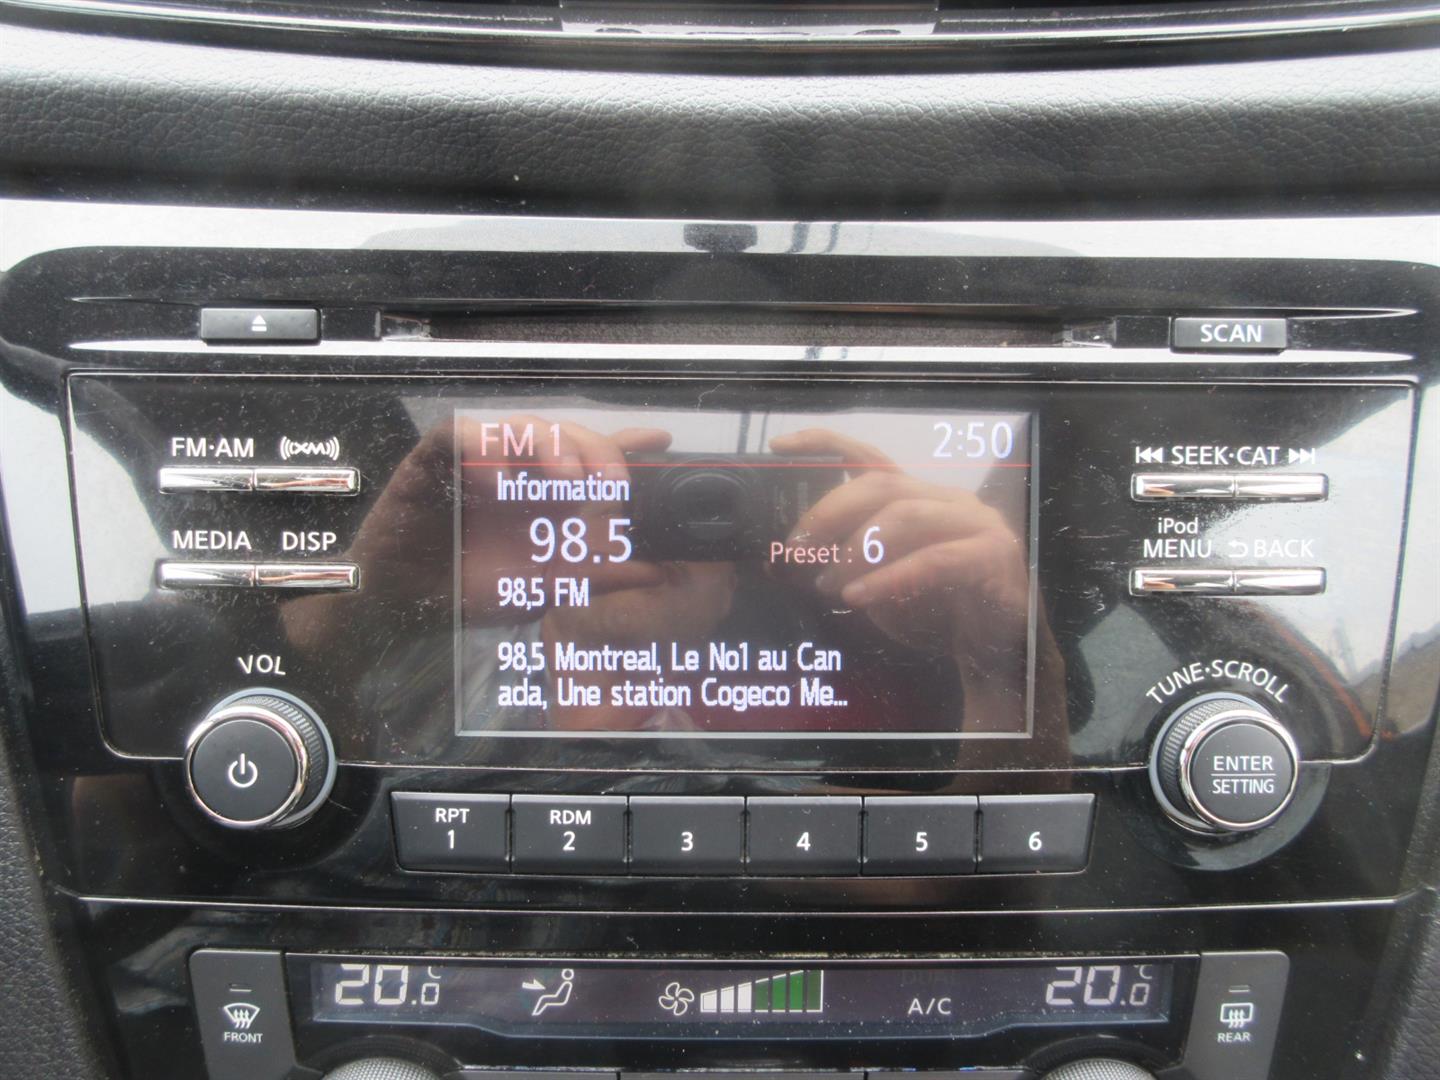 SCAN
FM·AM
XM
FM 1
2:50
SEEK·CAT
Information
98.5
Preset : 6
98,5 FM
MEDIA
DISP
iPod
MENU
BACK
98,5 Montreal, Le No1 au Can
ada, Une station Cogeco Me...
VOL
TUNE·SCROLL
ENTER
SETTING
RPT
1
RDM
2
3
4
5
6
20.0 °C
A/C
20.0 °C
FRONT
REAR